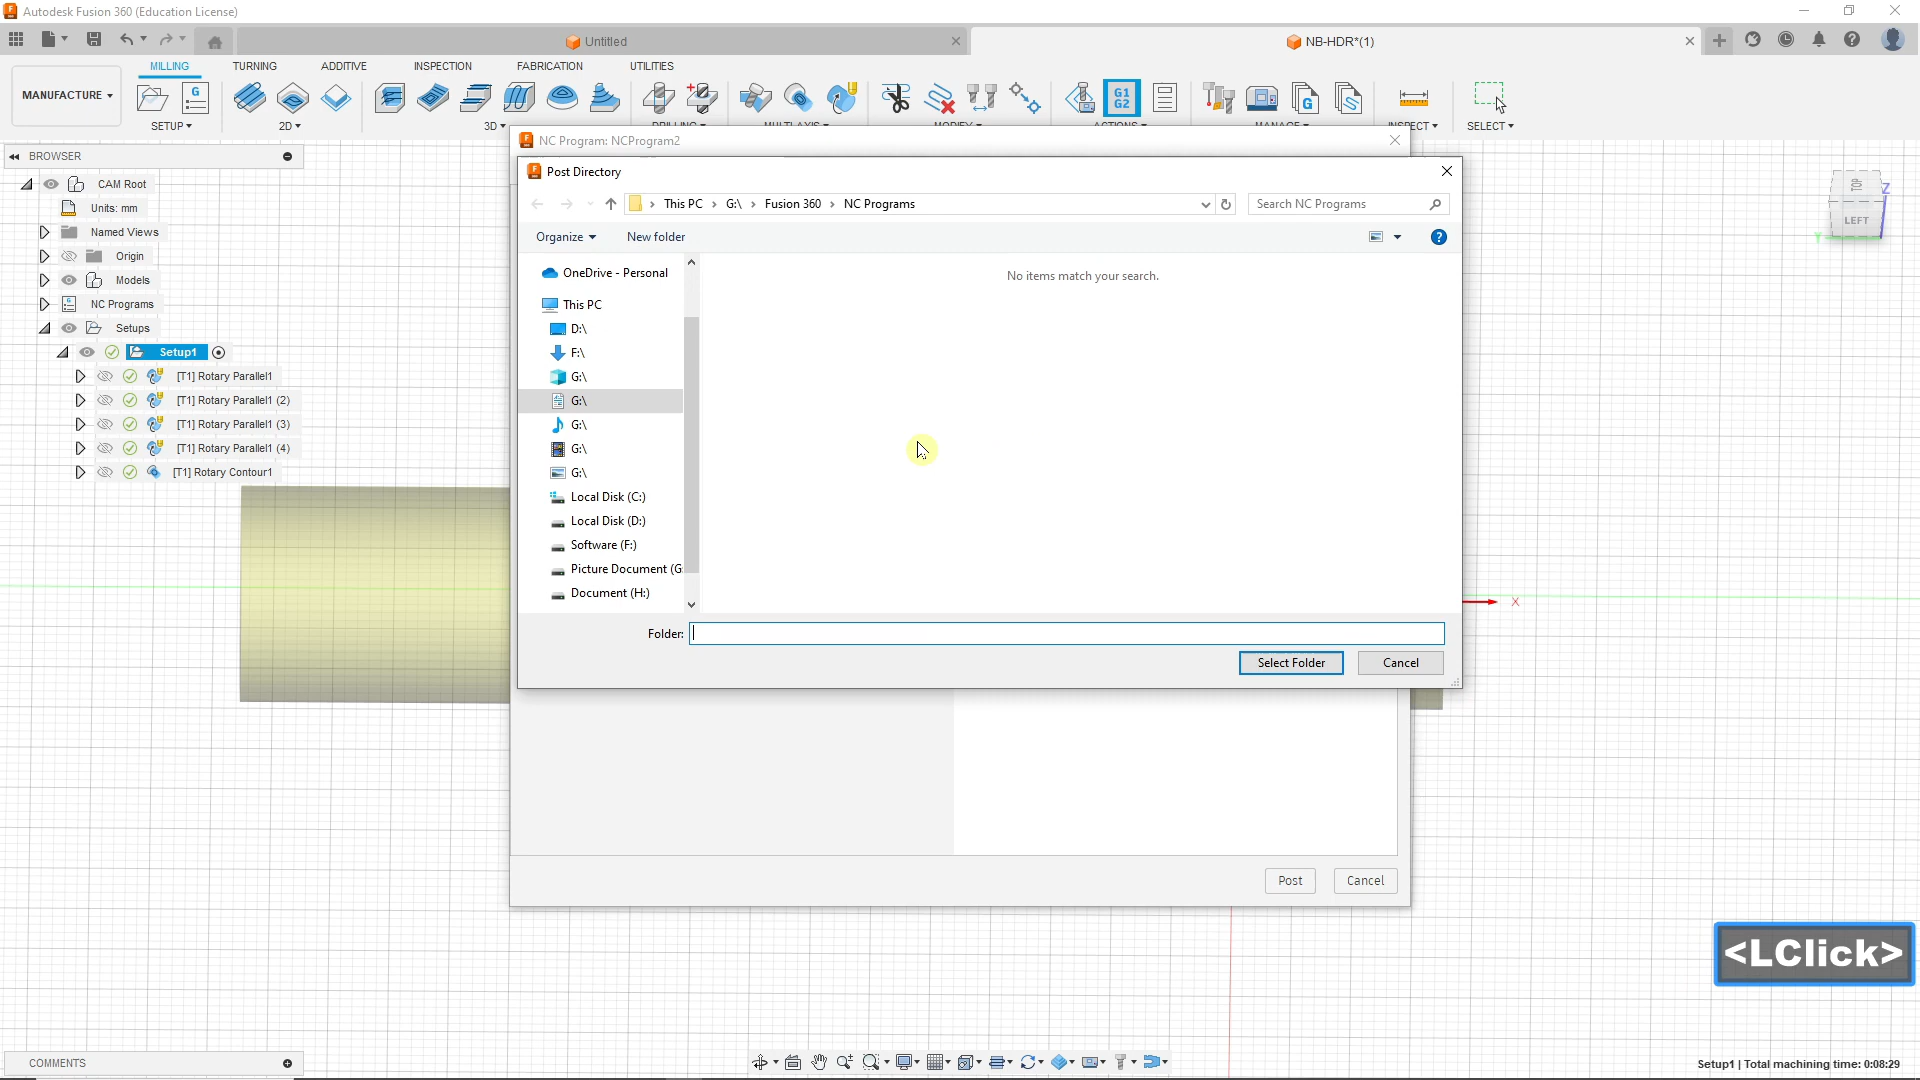 Autodesk Fusion 360 (Education License)
Untitled
NB-HDR*(1)
MILLING
TURNING
ADDITIVE
INSPECTION
FABRICATION
UTILITIES
MANUFACTURE
G1
G2
SETUP
2D
3D
INSPECT
SELECT
BROWSER
CAM Root
Units: mm
Named Views
Origin
Models
NC Programs
Setups
Setup1
[T1] Rotary Parallel1
[T1] Rotary Parallel1 (2)
[T1] Rotary Parallel1 (3)
[T1] Rotary Parallel1 (4)
[T1] Rotary Contour1
NC Program: NCProgram2
Post Directory
This PC
G:\
Fusion 360
NC Programs
Search NC Programs
Organize
New folder
OneDrive - Personal
This PC
D:\
F:\
G:\
G:\
G:\
G:\
G:\
Local Disk (C:)
Local Disk (D:)
Software (F:)
Picture Document (G:
Document (H:)
No items match your search.
Folder:
Select Folder
Cancel
Post
Cancel
LEFT
Z
Y
X
<LClick>
COMMENTS
Setup1 | Total machining time: 0:08:29